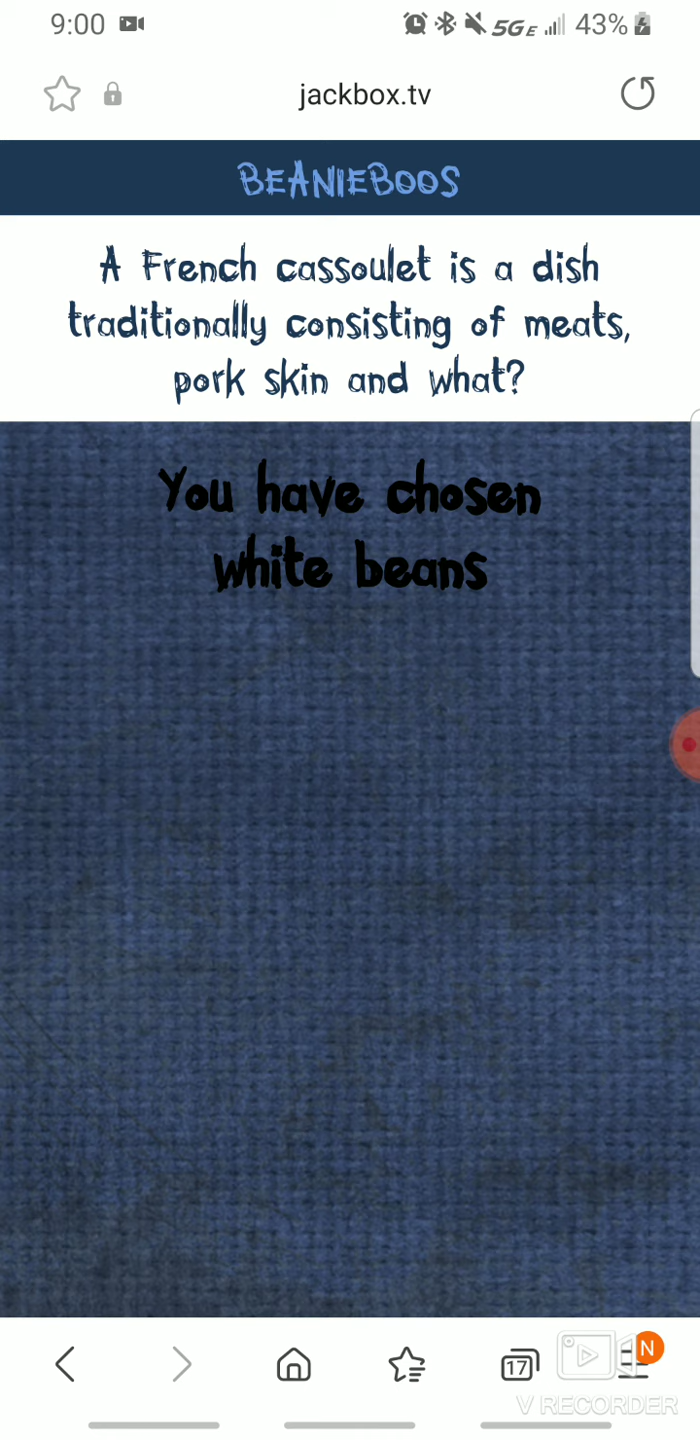 9:00 5GE 43%
jackbox.tv
BEANIEBOOS
A French cassoulet is a dish
traditionally consisting of meats,
pork skin and what?
You have chosen
white beans
17 N
V RECORDER